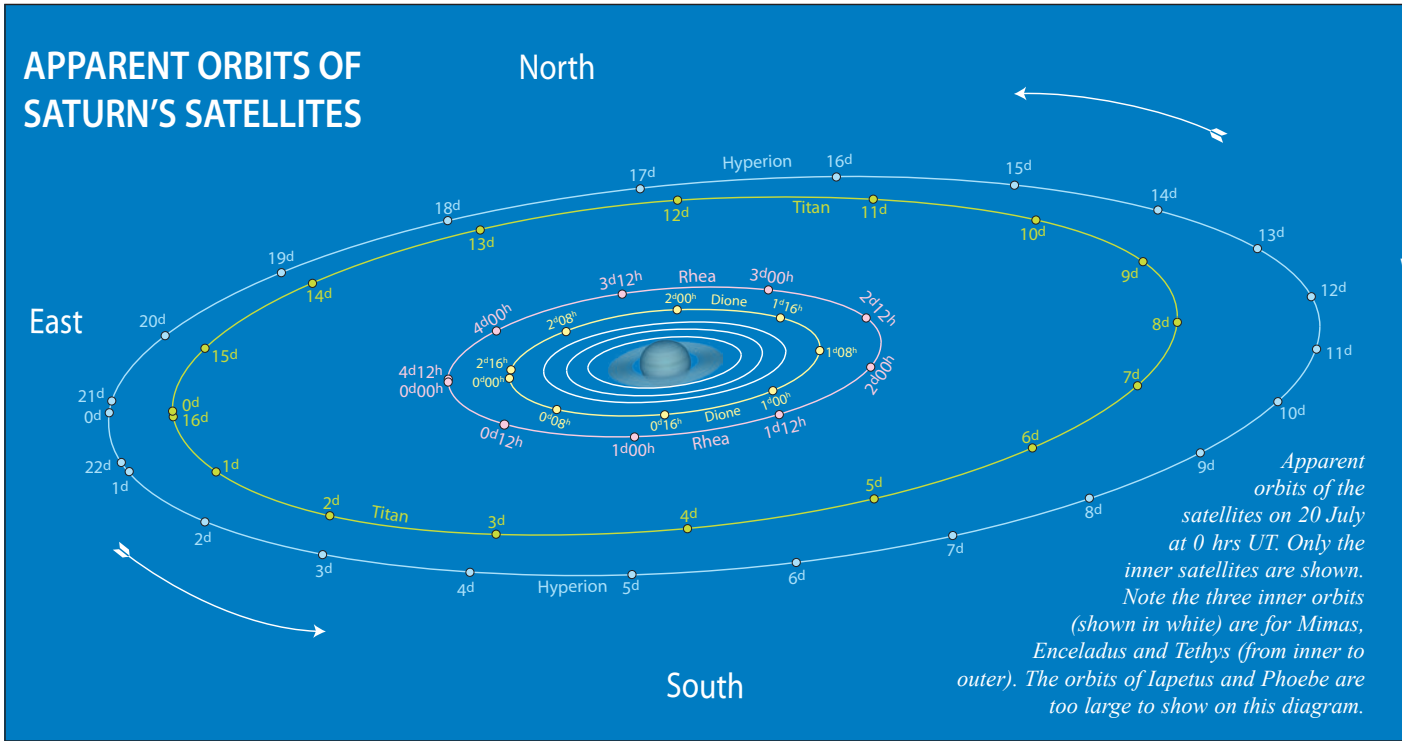 APPARENT ORBITS OF
SATURN'S SATELLITES
North
17d
Hyperion
16d
15d
14d
18d
12d
Titan
11d
10d
13d
13d
19d
14d
9d
12d
3d12h
Rhea
3d00h
2d12h
4d00h
2d08h
2d00h
Dione
1d16h
East
20d
15d
8d
11d
1d08h
2d16h
0d00h
4d12h
0d00h
2d00h
7d
21d
0d
0d
16d
10d
0d08h
0d16h
Dione
1d00h
0d12h
1d00h
Rhea
1d12h
6d
9d
22d
1d
1d
2d
Titan
3d
4d
5d
8d
2d
3d
4d
Hyperion
5d
6d
7d
South
Apparent
orbits of the
satellites on 20 July
at 0 hrs UT. Only the
inner satellites are shown.
Note the three inner orbits
(shown in white) are for Mimas,
Enceladus and Tethys (from inner to
outer). The orbits of Iapetus and Phoebe are
too large to show on this diagram.